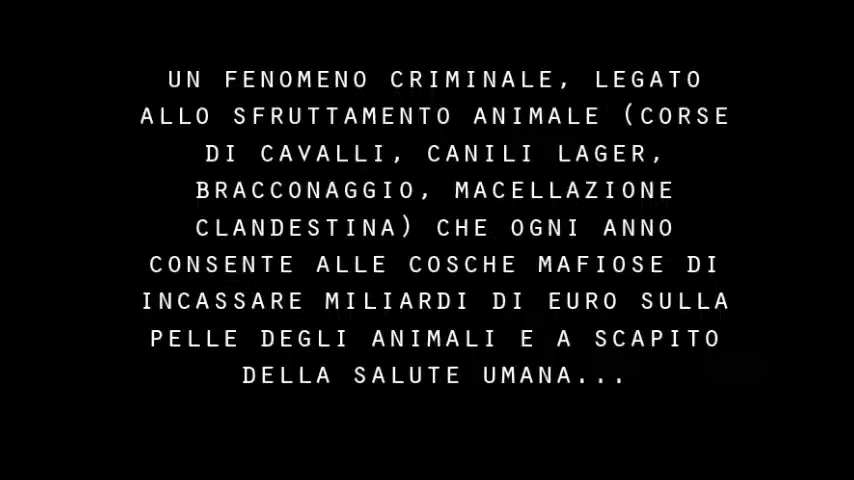 UN FENOMENO CRIMINALE, LEGATO
ALLO SFRUTTAMENTO ANIMALE (CORSE
DI CAVALLI, CANILI LAGER,
BRACCONAGGIO, MACELLAZIONE
CLANDESTINA) CHE OGNI ANNO
CONSENTE ALLE COSCHE MAFIOSE DI
INCASSARE MILIARDI DI EURO SULLA
PELLE DEGLI ANIMALI E A SCAPITO
DELLA SALUTE UMANA...